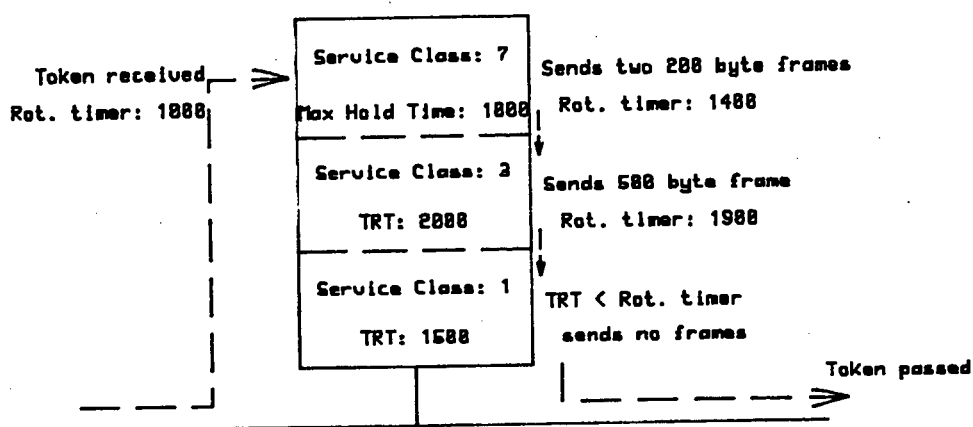 Token received
Rot. timer: 1000
Service Class: 7
Max Hold Time: 1000
Sends two 200 byte frames
Rot. timer: 1400
Service Class: 3
TRT: 2000
Sends 500 byte frame
Rot. timer: 1900
Service Class: 1
TRT: 1500
TRT < Rot. timer
sends no frames
Token passed